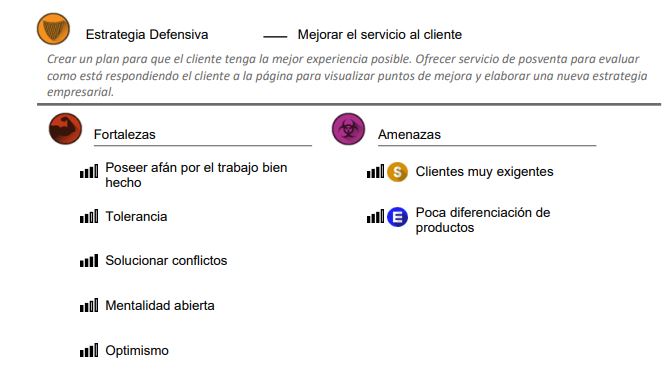 Estrategia Defensiva — Mejorar el servicio al cliente
Crear un plan para que el cliente tenga la mejor experiencia posible. Ofrecer servicio de posventa para evaluar
como está respondiendo el cliente a la página para visualizar puntos de mejora y elaborar una nueva estrategia
empresarial.
Fortalezas
Poseer afán por el trabajo bien
hecho
Tolerancia
Solucionar conflictos
Mentalidad abierta
Optimismo
Amenazas
$ Clientes muy exigentes
E Poca diferenciación de
productos